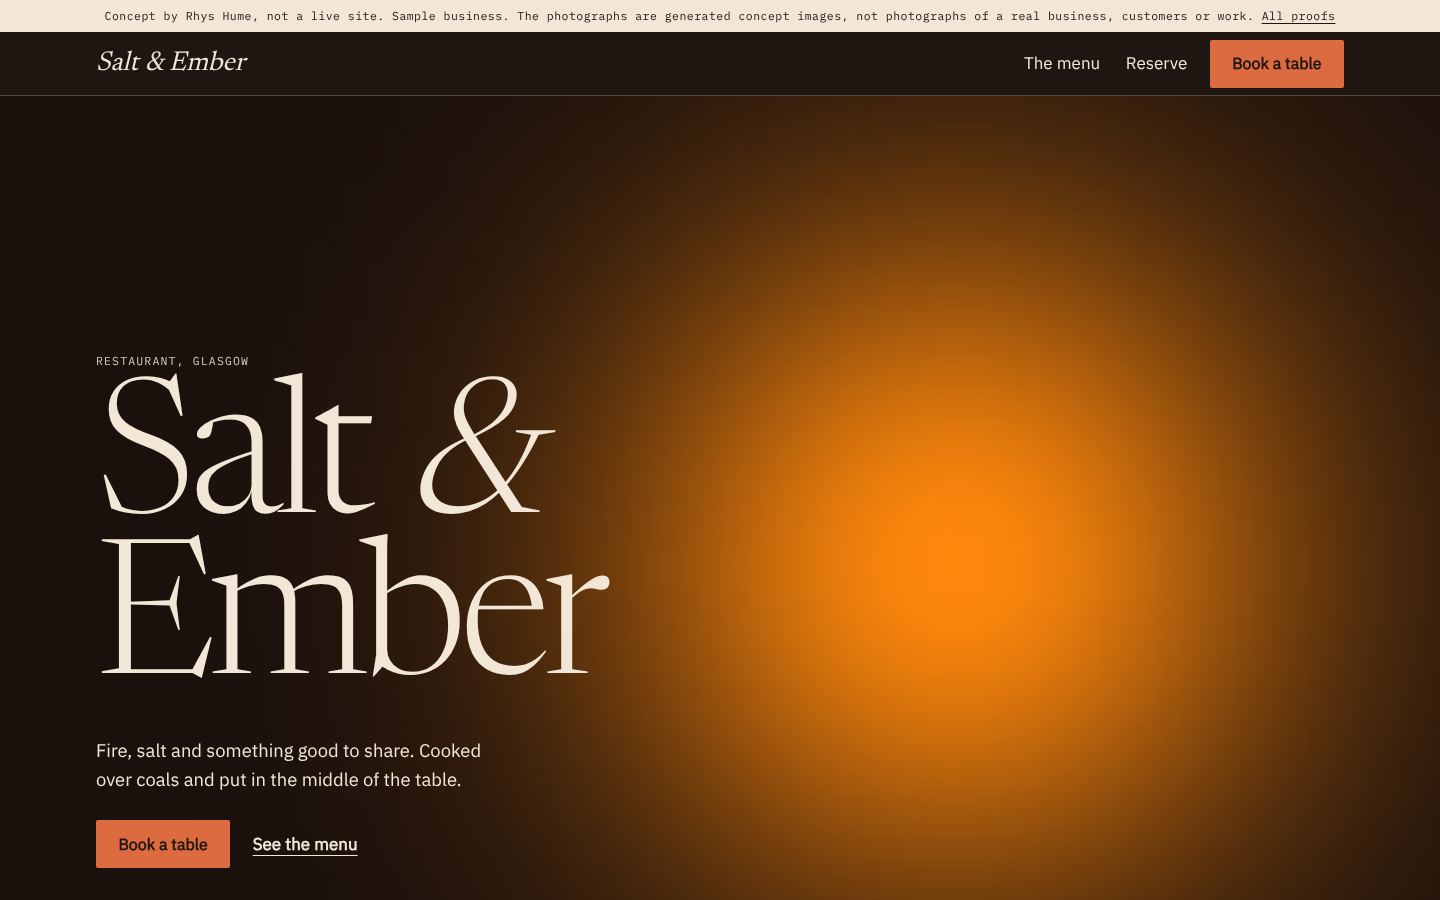 Concept by Rhys Hume, not a live site. Sample business. The photographs are generated concept images, not photographs of a real business, customers or work. All proofs
Salt & Ember
The menu
Reserve
Book a table
RESTAURANT, GLASGOW
Salt &
Ember
Fire, salt and something good to share. Cooked
over coals and put in the middle of the table.
Book a table
See the menu